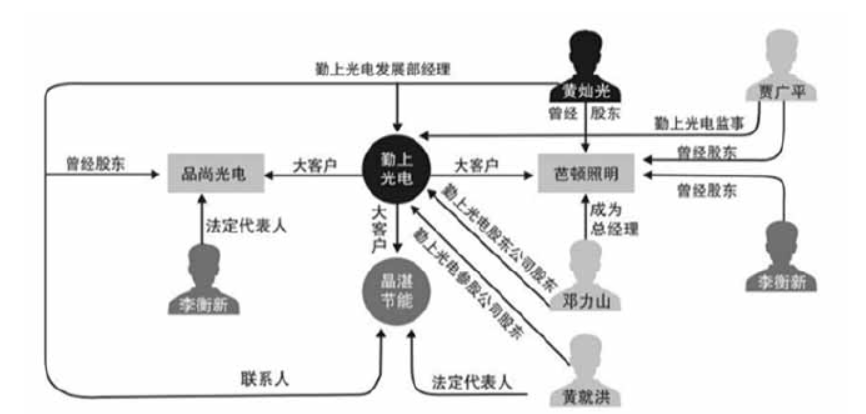 勤上光电发展部经理
黄灿光
贾广平
曾经 股东
勤上光电监事
曾经股东
曾经股东
品尚光电
大客户
勤上
光电
大客户
芭顿照明
曾经股东
法定代表人
大客户
勤上光电股东公司股东
成为
总经理
勤上光电参股公司股东
李衡新
晶湛
节能
邓力山
李衡新
联系人
法定代表人
黄就洪